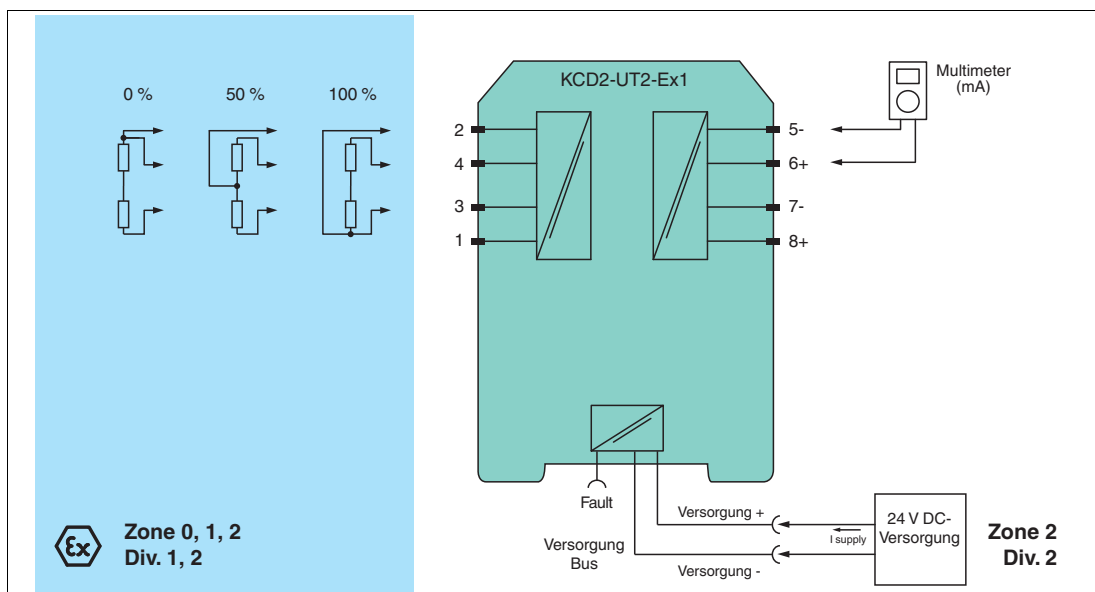 KCD2-UT2-Ex1
0 %
50 %
100 %
Multimeter
(mA)
2
4
3
1
5-
6+
7-
8+
Fault
Versorgung +
Versorgung
Bus
Versorgung -
I supply
24 V DC-
Versorgung
Zone 2
Div. 2
εx
Zone 0, 1, 2
Div. 1, 2